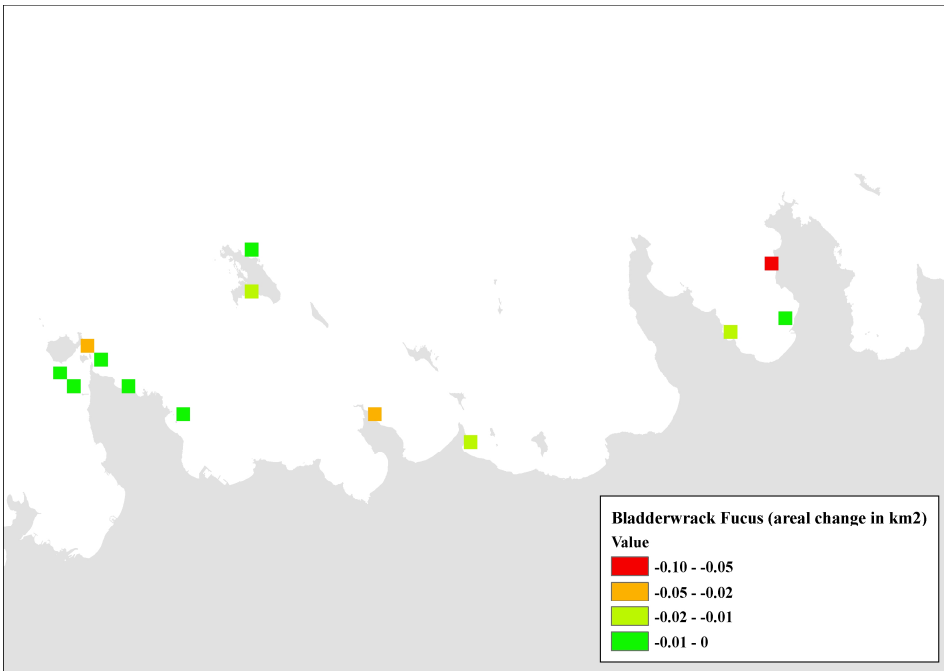 Bladderwrack Fucus (areal change in km2)
Value
-0.10 - -0.05
-0.05 - -0.02
-0.02 - -0.01
-0.01 - 0